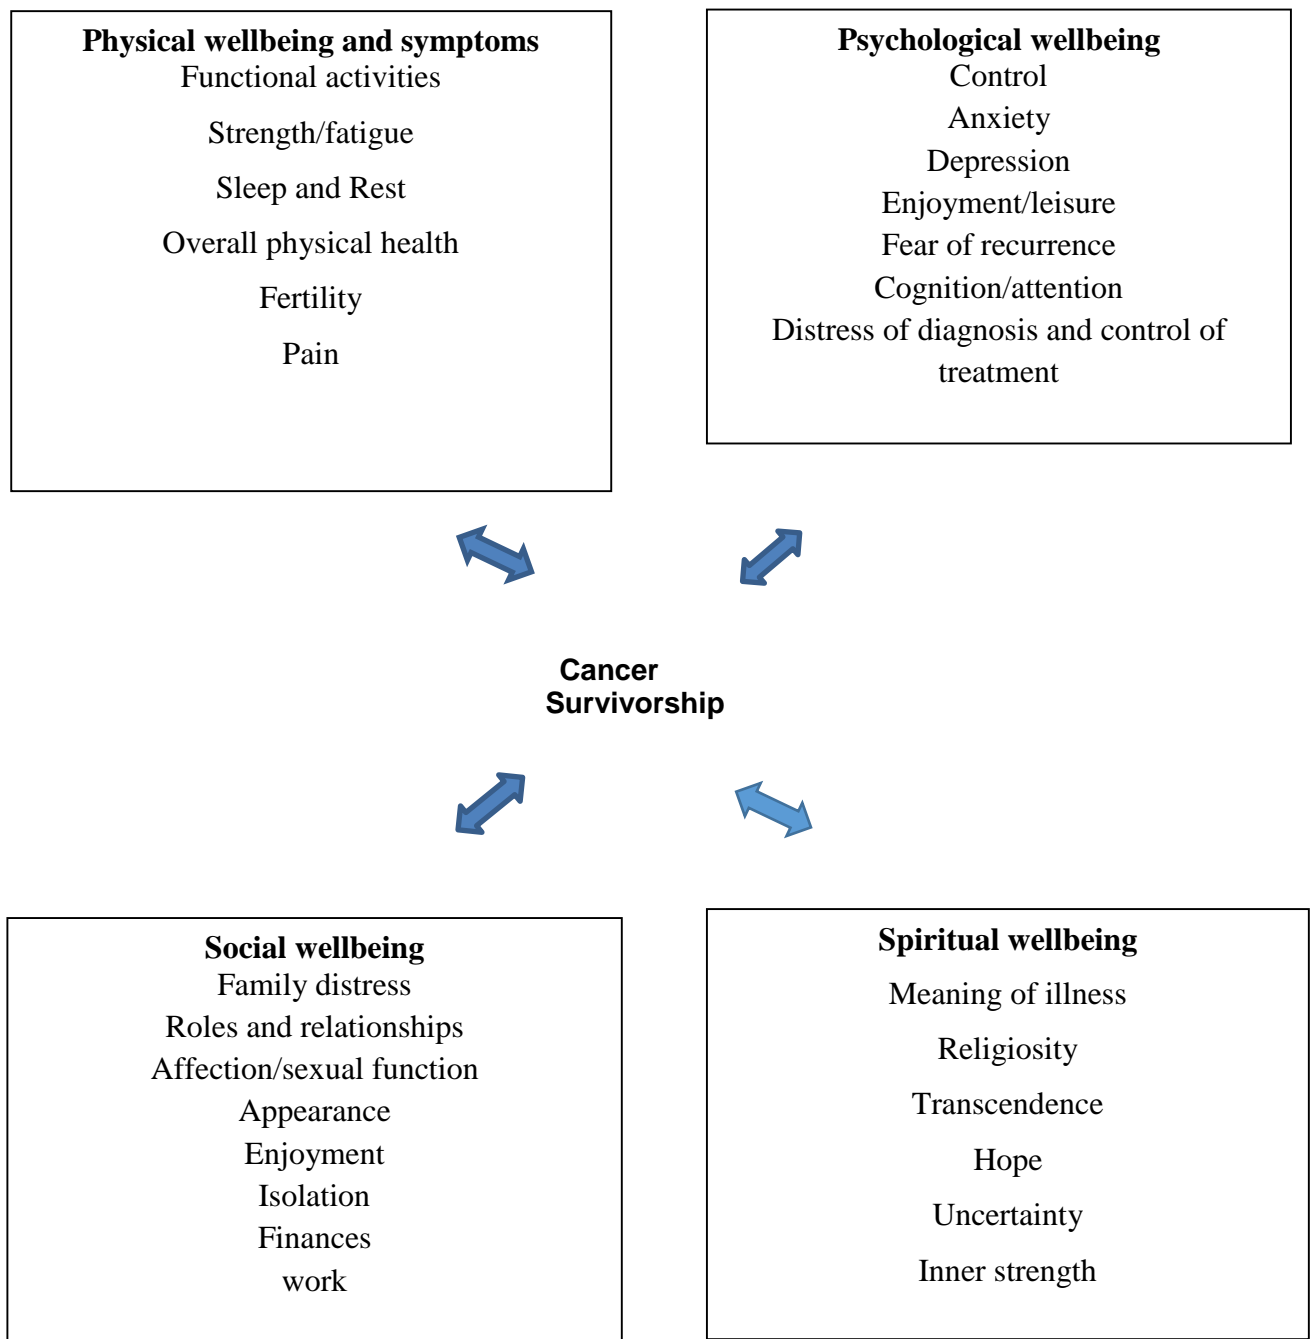 Physical wellbeing and symptoms
Functional activities
Strength/fatigue
Sleep and Rest
Overall physical health
Fertility
Pain
Psychological wellbeing
Control
Anxiety
Depression
Enjoyment/leisure
Fear of recurrence
Cognition/attention
Distress of diagnosis and control of
treatment
Cancer
Survivorship
Social wellbeing
Family distress
Roles and relationships
Affection/sexual function
Appearance
Enjoyment
Isolation
Finances
work
Spiritual wellbeing
Meaning of illness
Religiosity
Transcendence
Hope
Uncertainty
Inner strength